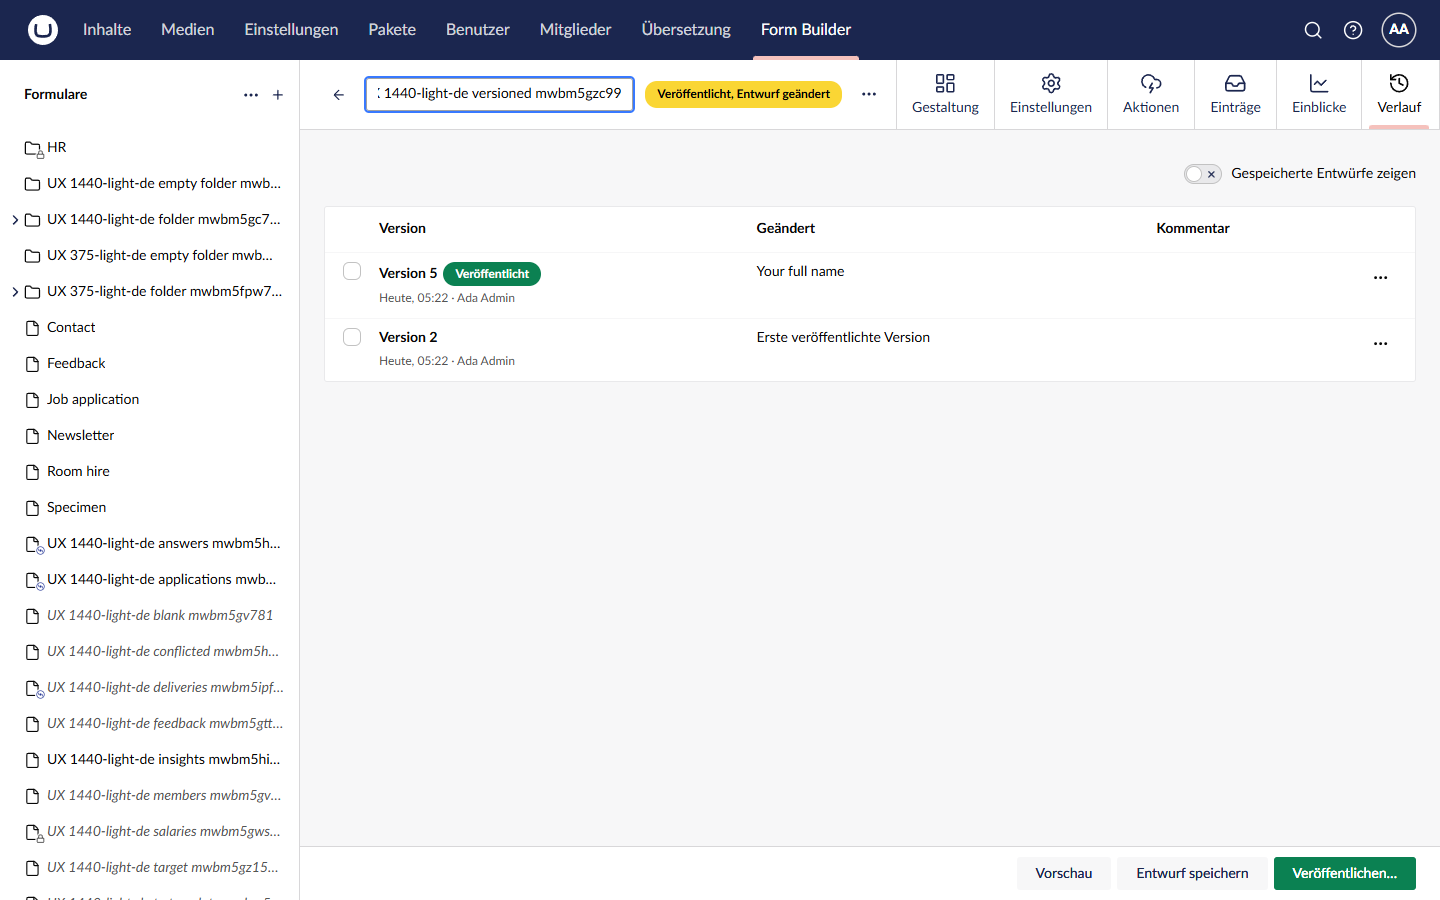 Inhalte
Medien
Einstellungen
Pakete
Benutzer
Mitglieder
Übersetzung
Form Builder
AA
Formulare
1440-light-de versioned mwbm5gzc99
Veröffentlicht, Entwurf geändert
Gestaltung
Einstellungen
Aktionen
Einträge
Einblicke
Verlauf
HR
UX 1440-light-de empty folder mwb...
UX 1440-light-de folder mwbm5gc7...
UX 375-light-de empty folder mwb...
UX 375-light-de folder mwbm5fpw7...
Contact
Feedback
Job application
Newsletter
Room hire
Specimen
UX 1440-light-de answers mwbm5h...
UX 1440-light-de applications mwb...
UX 1440-light-de blank mwbm5gv781
UX 1440-light-de conflicted mwbm5h...
UX 1440-light-de deliveries mwbm5ipf...
UX 1440-light-de feedback mwbm5gtt...
UX 1440-light-de insights mwbm5hi...
UX 1440-light-de members mwbm5gv...
UX 1440-light-de salaries mwbm5gws...
UX 1440-light-de target mwbm5gz15...
Gespeicherte Entwürfe zeigen
Version
Geändert
Kommentar
Version 5
Veröffentlicht
Your full name
Heute, 05:22 · Ada Admin
Version 2
Erste veröffentlichte Version
Heute, 05:22 · Ada Admin
Vorschau
Entwurf speichern
Veröffentlichen...